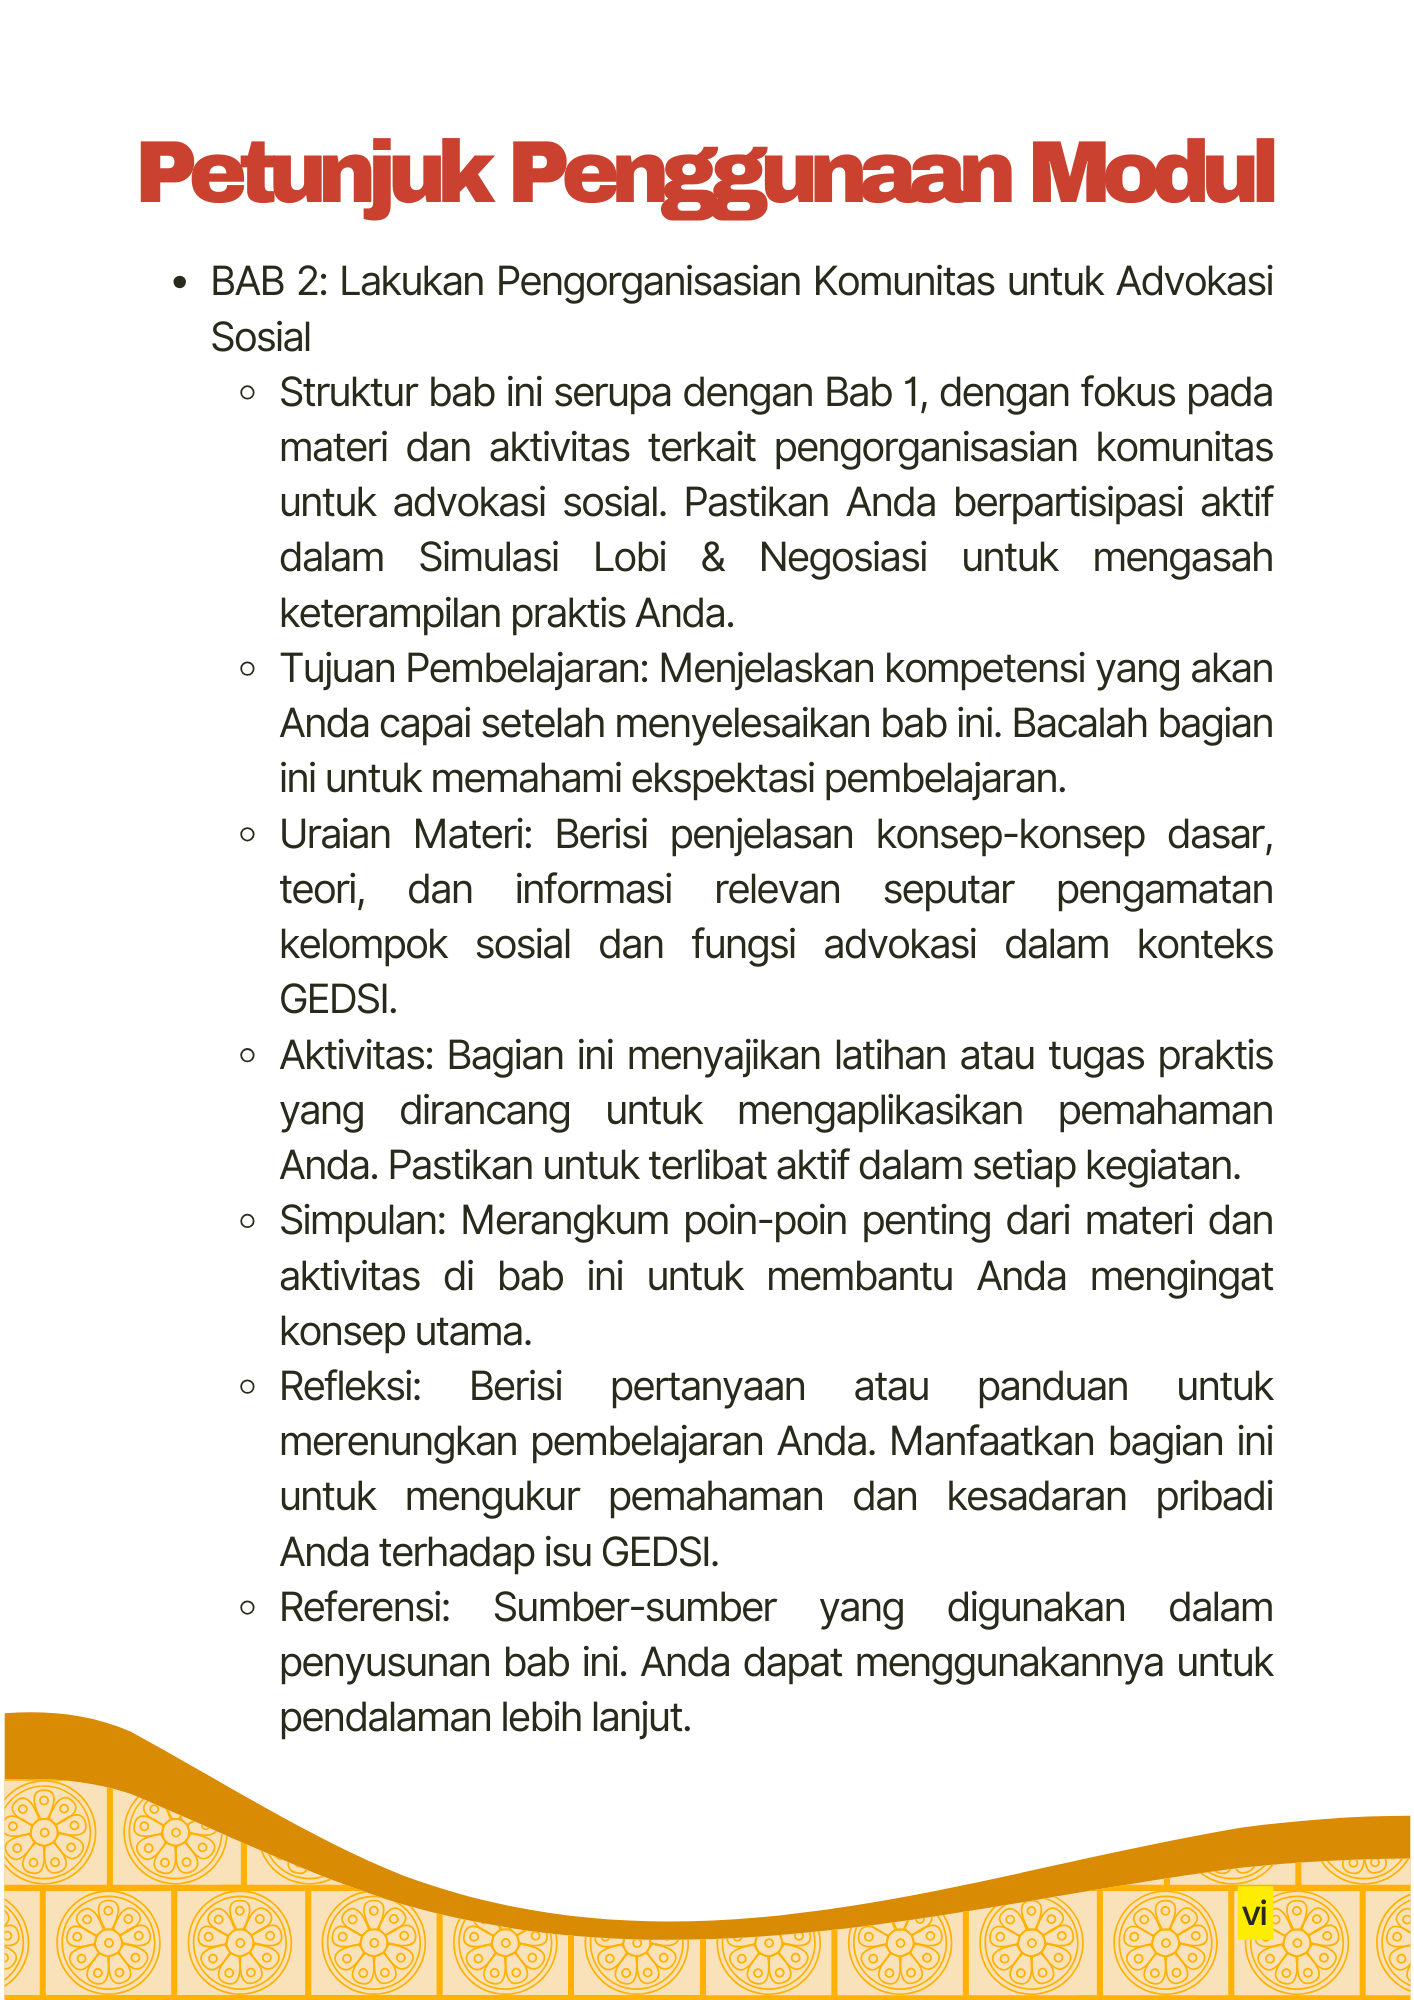 Petunjuk Penggunaan Modul
• BAB 2: Lakukan Pengorganisasian Komunitas untuk Advokasi
Sosial
◦ Struktur bab ini serupa dengan Bab 1, dengan fokus pada
materi dan aktivitas terkait pengorganisasian komunitas
untuk advokasi sosial. Pastikan Anda berpartisipasi aktif
dalam Simulasi Lobi & Negosiasi untuk mengasah
keterampilan praktis Anda.
◦ Tujuan Pembelajaran: Menjelaskan kompetensi yang akan
Anda capai setelah menyelesaikan bab ini. Bacalah bagian
ini untuk memahami ekspektasi pembelajaran.
◦ Uraian Materi: Berisi penjelasan konsep-konsep dasar,
teori, dan informasi relevan seputar pengamatan
kelompok sosial dan fungsi advokasi dalam konteks
GEDSI.
◦ Aktivitas: Bagian ini menyajikan latihan atau tugas praktis
yang dirancang untuk mengaplikasikan pemahaman
Anda. Pastikan untuk terlibat aktif dalam setiap kegiatan.
◦ Simpulan: Merangkum poin-poin penting dari materi dan
aktivitas di bab ini untuk membantu Anda mengingat
konsep utama.
◦ Refleksi: Berisi pertanyaan atau panduan untuk
merenungkan pembelajaran Anda. Manfaatkan bagian ini
untuk mengukur pemahaman dan kesadaran pribadi
Anda terhadap isu GEDSI.
◦ Referensi: Sumber-sumber yang digunakan dalam
penyusunan bab ini. Anda dapat menggunakannya untuk
pendalaman lebih lanjut.
vi